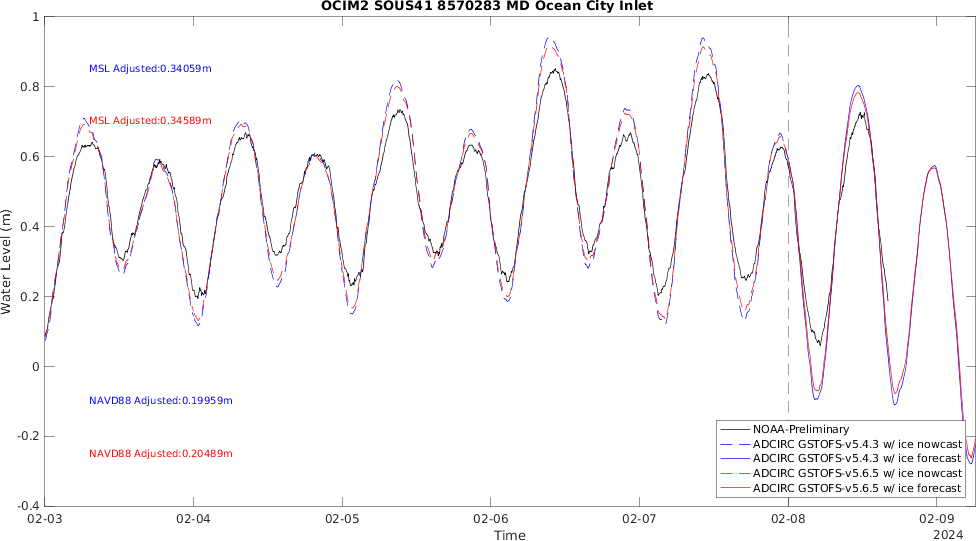 OCIM2 SOUS41 8570283 MD Ocean City Inlet
1
0.8
0.6
0.4
0.2
0
-0.2
-0.4
Water Level (m)
MSL Adjusted:0.34059m
MSL Adjusted:0.34589m
NAVD88 Adjusted:0.19959m
NAVD88 Adjusted:0.20489m
NOAA-Preliminary
ADCIRC GSTOFS-v5.4.3 w/ ice nowcast
ADCIRC GSTOFS-v5.4.3 w/ ice forecast
ADCIRC GSTOFS-v5.6.5 w/ ice nowcast
ADCIRC GSTOFS-v5.6.5 w/ ice forecast
02-03 02-04 02-05 02-06 02-07 02-08 02-09
Time
2024